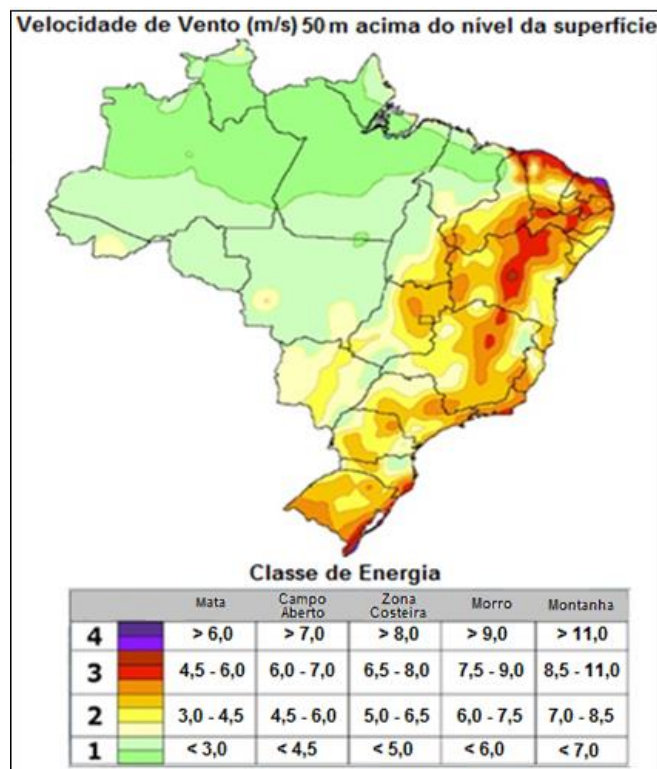 Velocidade de Vento (m/s) 50 m acima do nível da superfície
Classe de Energia
Mata Campo Aberto Zona Costeira Morro Montanha
4 > 6,0 > 7,0 > 8,0 > 9,0 > 11,0
3 4,5 - 6,0 6,0 - 7,0 6,5 - 8,0 7,5 - 9,0 8,5 - 11,0
2 3,0 - 4,5 4,5 - 6,0 5,0 - 6,5 6,0 - 7,5 7,0 - 8,5
1 < 3,0 < 4,5 < 5,0 < 6,0 < 7,0